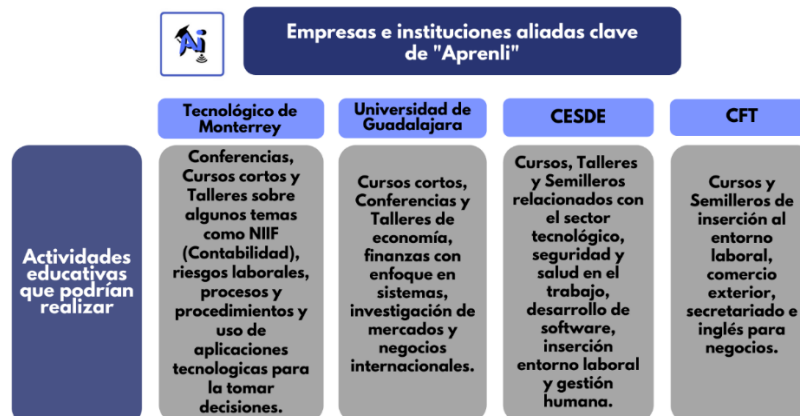 Ai
Empresas e instituciones aliadas clave
de "Aprenli"
Tecnológico de
Monterrey
Universidad de
Guadalajara
CESDE
CFT
Actividades
educativas
que podrían
realizar
Conferencias,
Cursos cortos y
Talleres sobre
algunos temas
como NIIF
(Contabilidad),
riesgos laborales,
procesos y
procedimientos y
uso de
aplicaciones
tecnologicas para
la tomar
decisiones.
Cursos cortos,
Conferencias y
Talleres de
economía,
finanzas con
enfoque en
sistemas,
investigación de
mercados y
negocios
internacionales.
Cursos, Talleres
y Semilleros
relacionados con
el sector
tecnológico,
seguridad y
salud en el
trabajo,
desarrollo de
software,
inserción
entorno laboral
y gestión
humana.
Cursos y
Semilleros de
inserción al
entorno
laboral,
comercio
exterior,
secretariado e
inglés para
negocios.